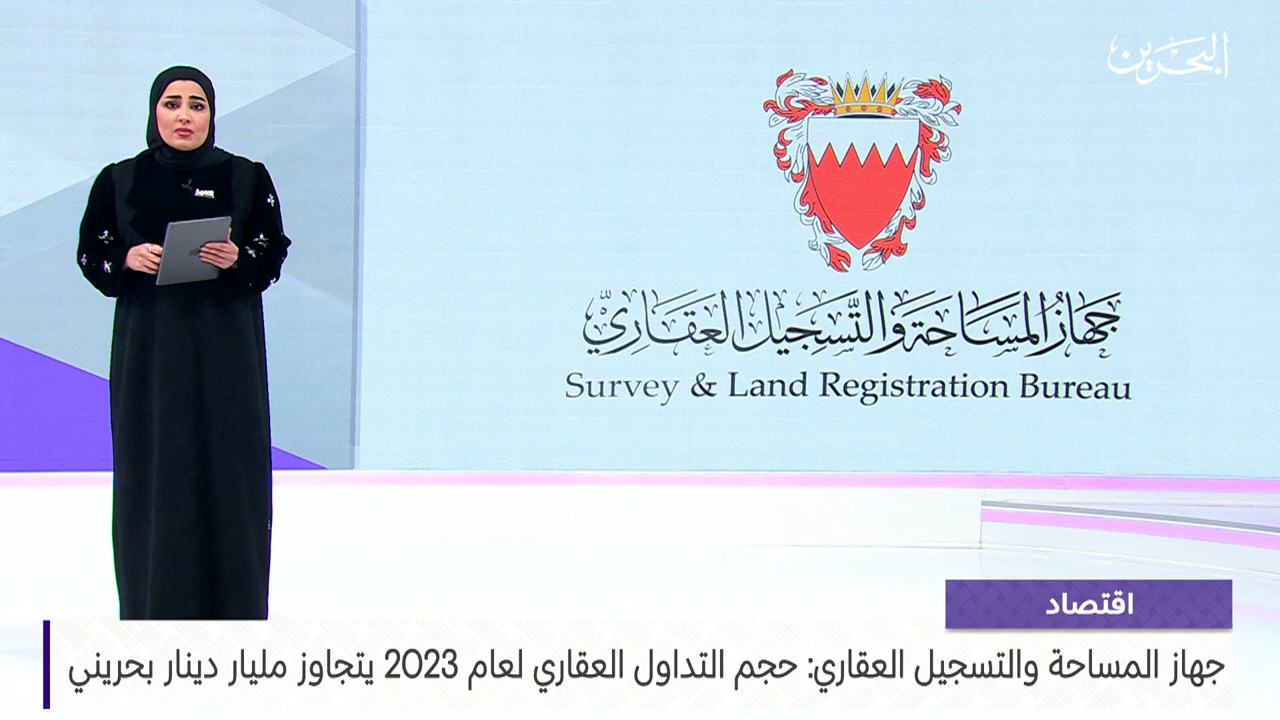 البحرين
جهاز المساحة والتسجيل العقاري
Survey & Land Registration Bureau
اقتصاد
جهاز المساحة والتسجيل العقاري: حجم التداول العقاري لعام 2023 يتجاوز مليار دينار بحريني